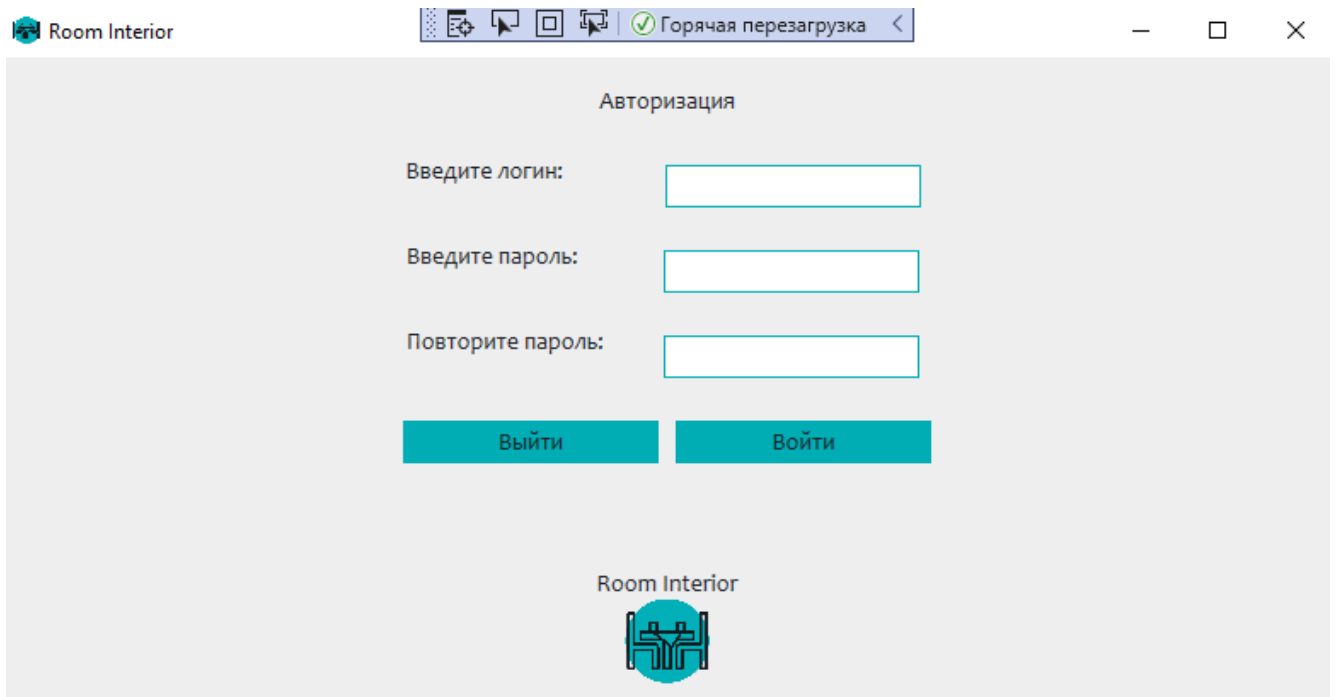 Room Interior
Горячая перезагрузка
Авторизация
Введите логин:
Введите пароль:
Повторите пароль:
Выйти Войти
Room Interior